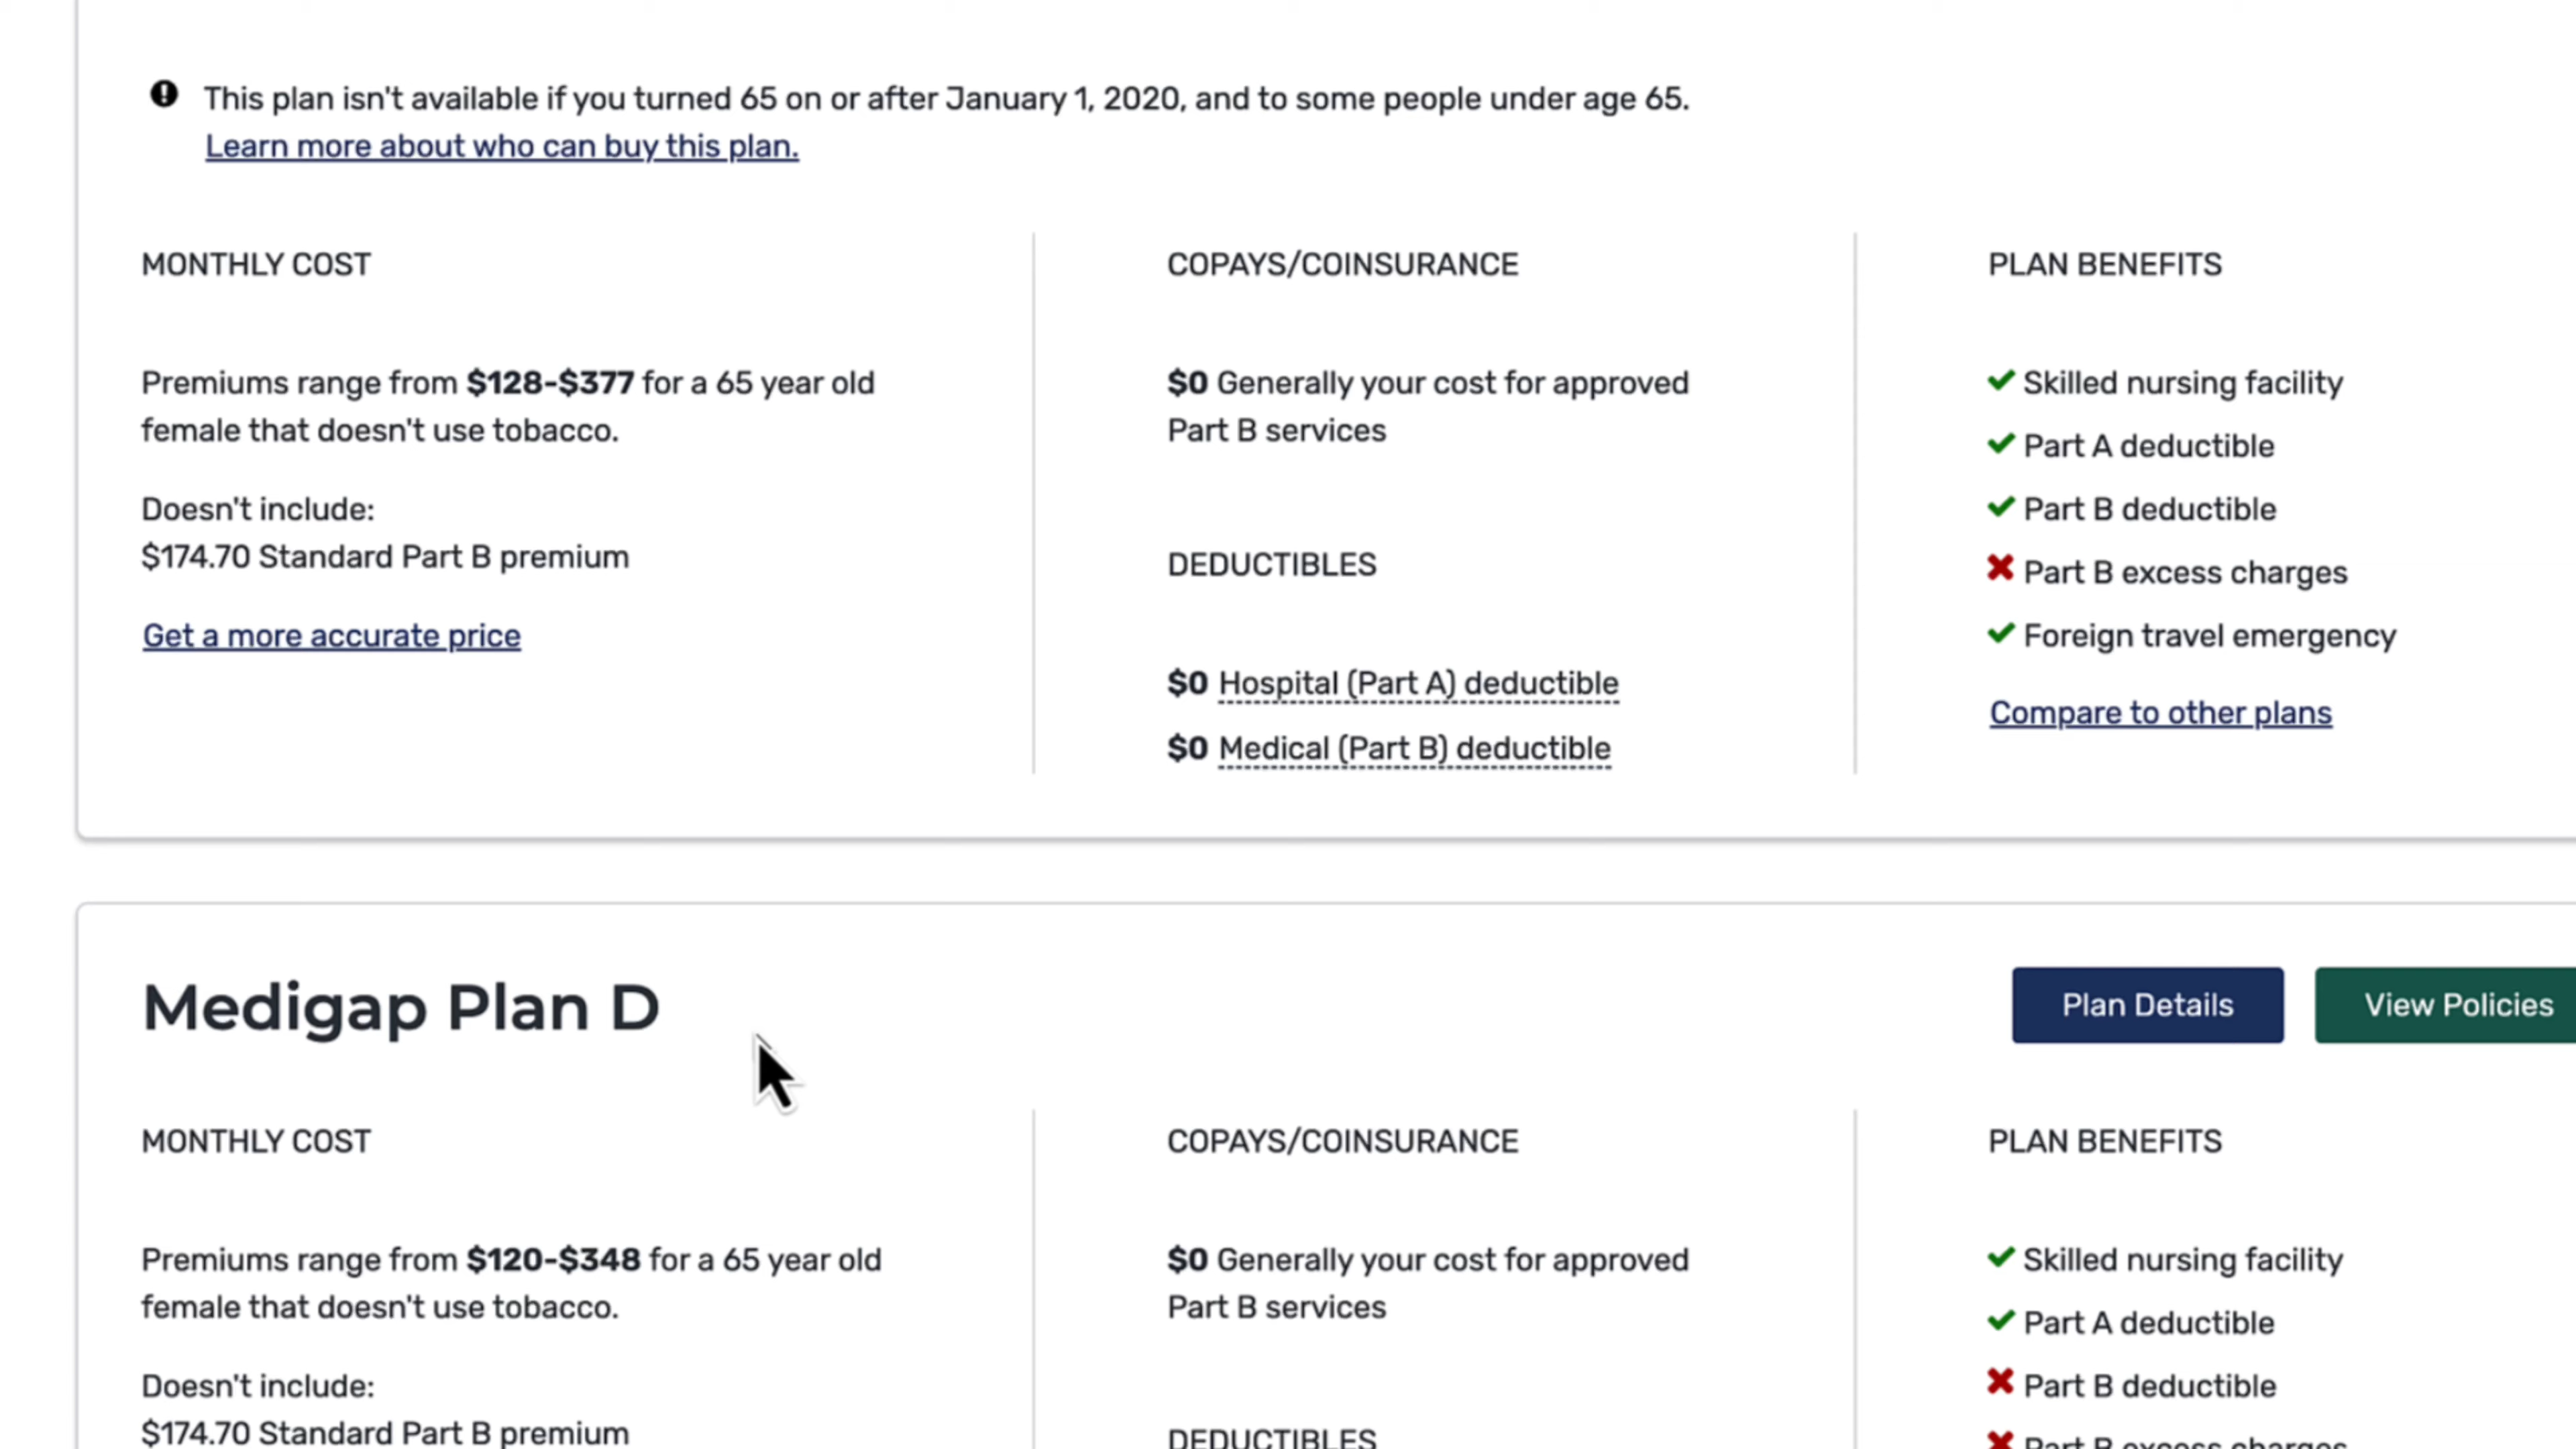 This plan isn't available if you turned 65 on or after January 1, 2020, and to some people under age 65.
Learn more about who can buy this plan.
MONTHLY COST
Premiums range from $128-$377 for a 65 year old
female that doesn't use tobacco.
Doesn't include:
$174.70 Standard Part B premium
Get a more accurate price
COPAYS/COINSURANCE
$0 Generally your cost for approved
Part B services
DEDUCTIBLES
$0 Hospital (Part A) deductible
$0 Medical (Part B) deductible
PLAN BENEFITS
Skilled nursing facility
Part A deductible
Part B deductible
Part B excess charges
Foreign travel emergency
Compare to other plans
Medigap Plan D
Plan Details
View Policies
MONTHLY COST
Premiums range from $120-$348 for a 65 year old
female that doesn't use tobacco.
Doesn't include:
$174.70 Standard Part B premium
COPAYS/COINSURANCE
$0 Generally your cost for approved
Part B services
DEDUCTIBLES
PLAN BENEFITS
Skilled nursing facility
Part A deductible
Part B deductible
Part B excess charges